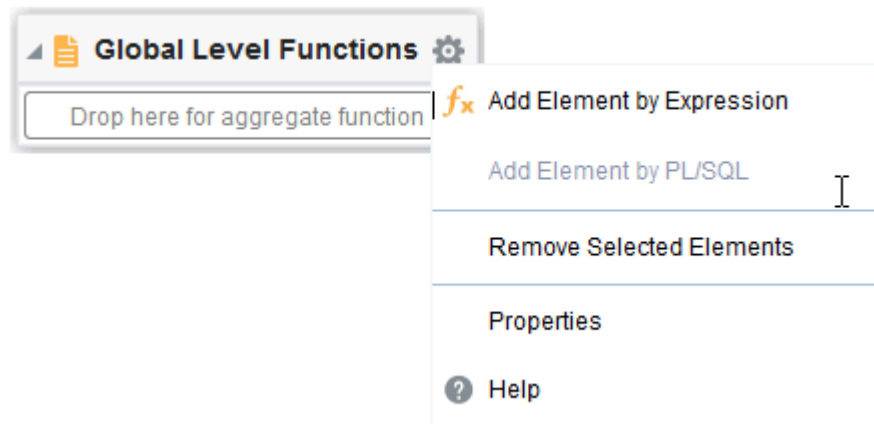 Global Level Functions
Drop here for aggregate function
fx Add Element by Expression
Add Element by PL/SQL
Remove Selected Elements
Properties
? Help